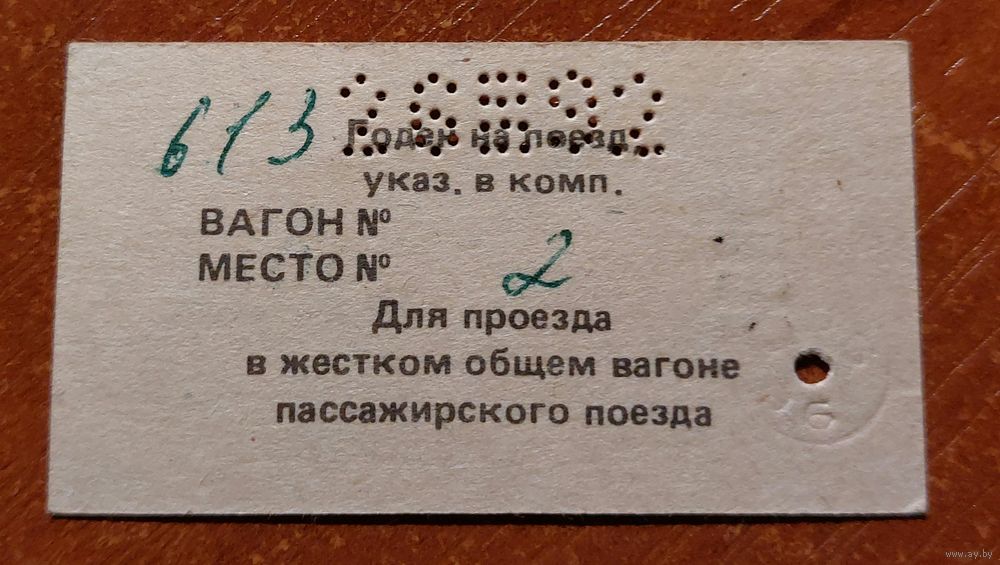 613
Годен на поезд
указ. в комп.
ВАГОН №
МЕСТО № 2
Для проезда
в жестком общем вагоне
пассажирского поезда
16
www.ay.by